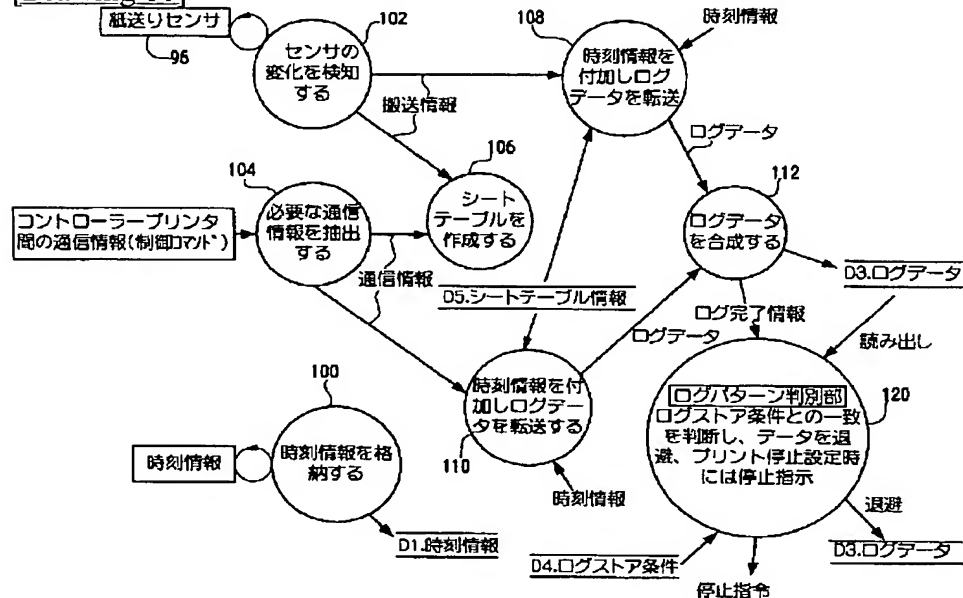 紙送りセンサ
96
102
センサの
変化を検知
する
108
時刻情報を
付加しログ
データを転送
時刻情報
搬送情報
ログデータ
106
シート
テーブルを
作成する
104
必要な通信
情報を抽出
する
コントローラープリンタ
間の通信情報(制御コマンド)
通信情報
112
ログデータ
を合成する
D3.ログデータ
D5.シートテーブル情報
ログ完了情報
ログデータ
読み出し
100
時刻情報
時刻情報を格
納する
D1.時刻情報
時刻情報を付
加しログデー
タを転送する
110
時刻情報
120
ログパターン判別部
ログストア条件との一致
を判断し、データを退
避、プリント停止設定時
には停止指示
退避
D3.ログデータ
D4.ログストア条件
停止指令